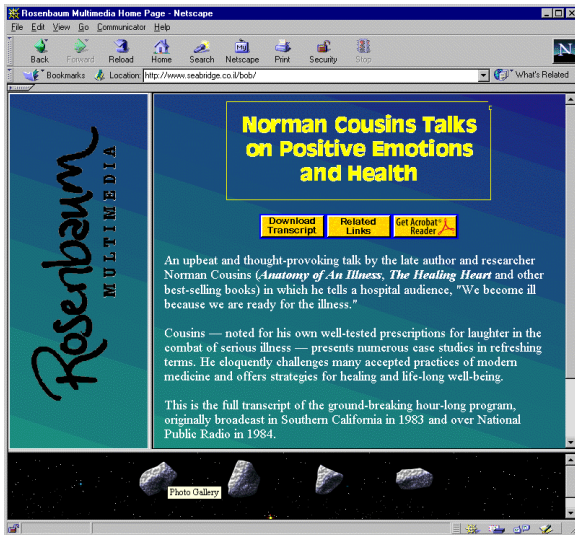 Rosenbaum Multimedia Home Page - Netscape
File Edit View Go Communicator Help
Back Forward Reload Home Search Netscape Print Security Stop
Bookmarks Location: http://www.seabridge.co.il/bob/ What's Related
Rosenbaum
MULTIMEDIA
Norman Cousins Talks
on Positive Emotions
and Health
Download
Transcript
Related
Links
Get Acrobat®
Reader
An upbeat and thought-provoking talk by the late author and researcher
Norman Cousins (Anatomy of An Illness, The Healing Heart and other
best-selling books) in which he tells a hospital audience, "We become ill
because we are ready for the illness."
Cousins — noted for his own well-tested prescriptions for laughter in the
combat of serious illness — presents numerous case studies in refreshing
terms. He eloquently challenges many accepted practices of modern
medicine and offers strategies for healing and life-long well-being.
This is the full transcript of the ground-breaking hour-long program,
originally broadcast in Southern California in 1983 and over National
Public Radio in 1984.
Photo Gallery